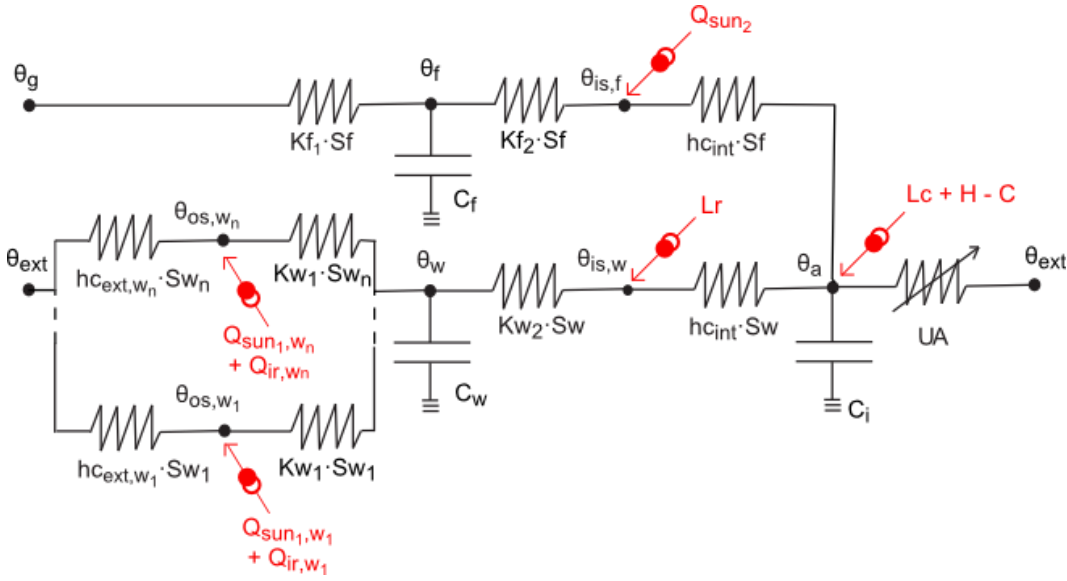 Qsun₂
θg
θf
θis,f
Kf₁·Sf
Kf₂·Sf
hcint·Sf
Cf
Lr
Lc + H - C
θext
θos,wn
θw
θis,w
θa
θext
hcext,wn·Swn
Kw₁·Swn
Kw₂·Sw
hcint·Sw
UA
Qsun₁,wn
+ Qir,wn
Cw
Ci
θos,w₁
hcext,w₁·Sw₁
Kw₁·Sw₁
Qsun₁,w₁
+ Qir,w₁